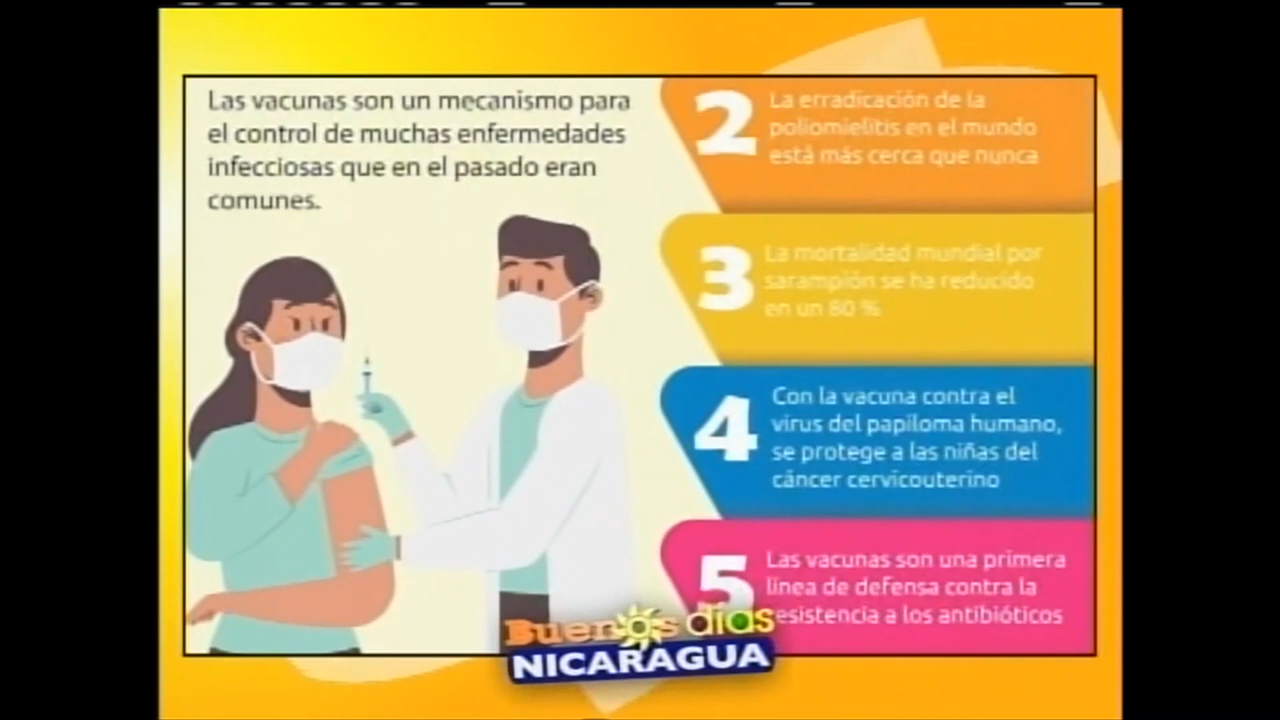 Las vacunas son un mecanismo para
el control de muchas enfermedades
infecciosas que en el pasado eran
comunes.
2
La erradicación de la
poliomielitis en el mundo
está más cerca que nunca
3
La mortalidad mundial por
sarampión se ha reducido
en un 80 %
4
Con la vacuna contra el
virus del papiloma humano,
se protege a las niñas del
cáncer cervicouterino
5
Las vacunas son una primera
línea de defensa contra la
esistencia a los antibióticos
Buenos días
NICARAGUA